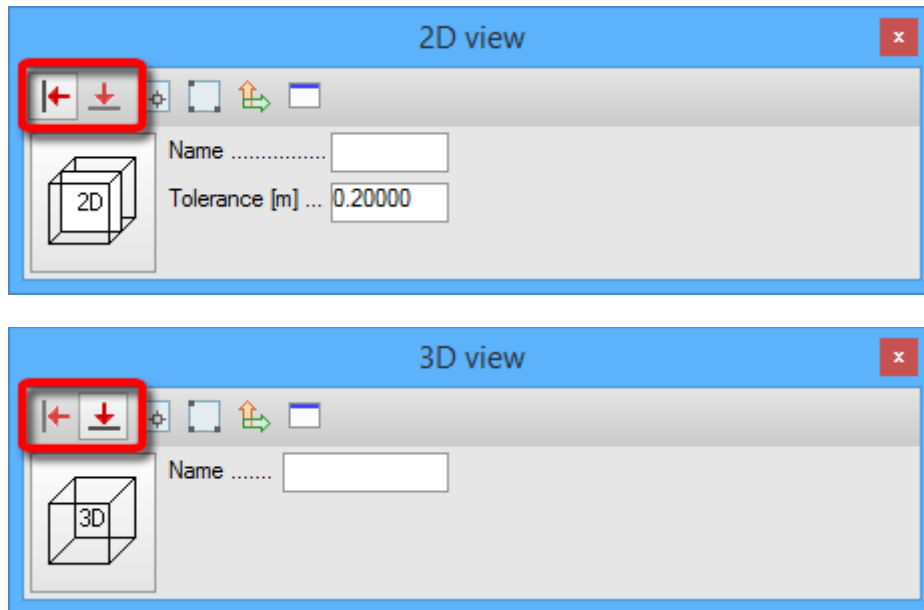 2D view
x
Name ................
2D
Tolerance [m] ... 0.20000
3D view
x
Name .......
3D